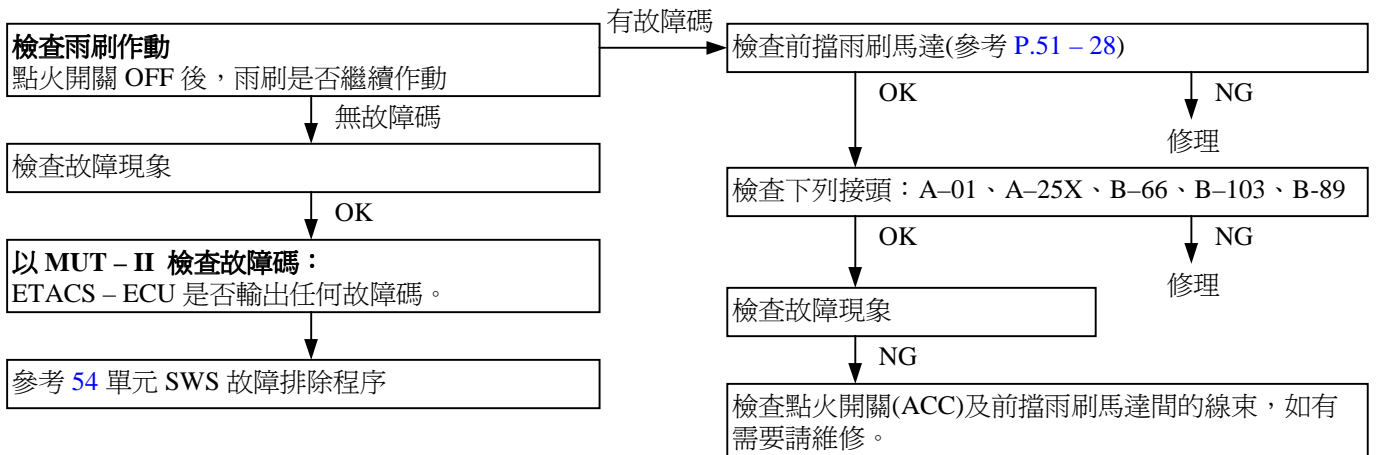 檢查雨刷作動
點火開關 OFF 後，雨刷是否繼續作動
無故障碼
檢查故障現象
OK
以 MUT – II 檢查故障碼：
ETACS – ECU 是否輸出任何故障碼。
參考 54 單元 SWS 故障排除程序
有故障碼
檢查前擋雨刷馬達(參考 P.51 – 28)
OK
NG
修理
檢查下列接頭：A–01、A–25X、B–66、B–103、B-89
OK
NG
修理
檢查故障現象
NG
檢查點火開關(ACC)及前擋雨刷馬達間的線束，如有
需要請維修。